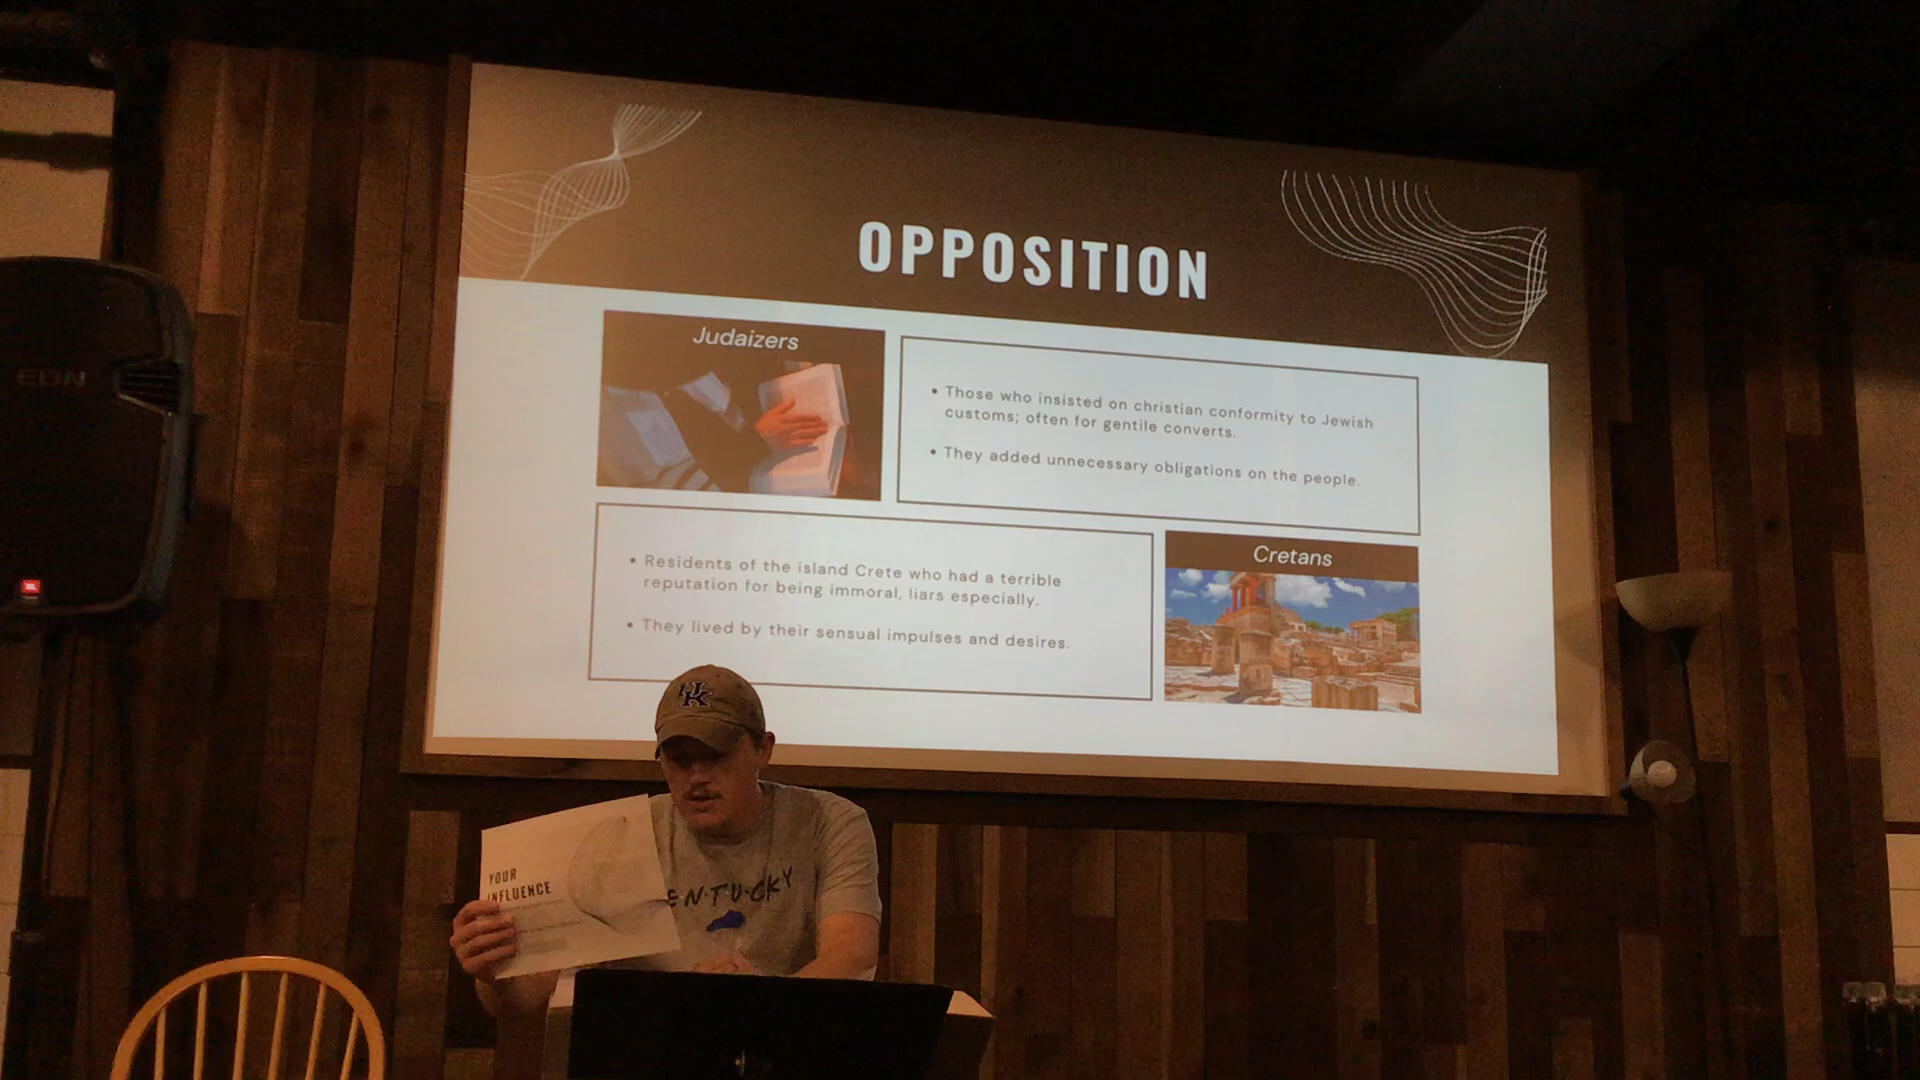 OPPOSITION
Judaizers
• Those who insisted on christian conformity to Jewish
customs; often for gentile converts.
• They added unnecessary obligations on the people.
• Residents of the island Crete who had a terrible
reputation for being immoral, liars especially.
• They lived by their sensual impulses and desires.
Cretans
EON
UK
YOUR
INFLUENCE
ENTUCKY